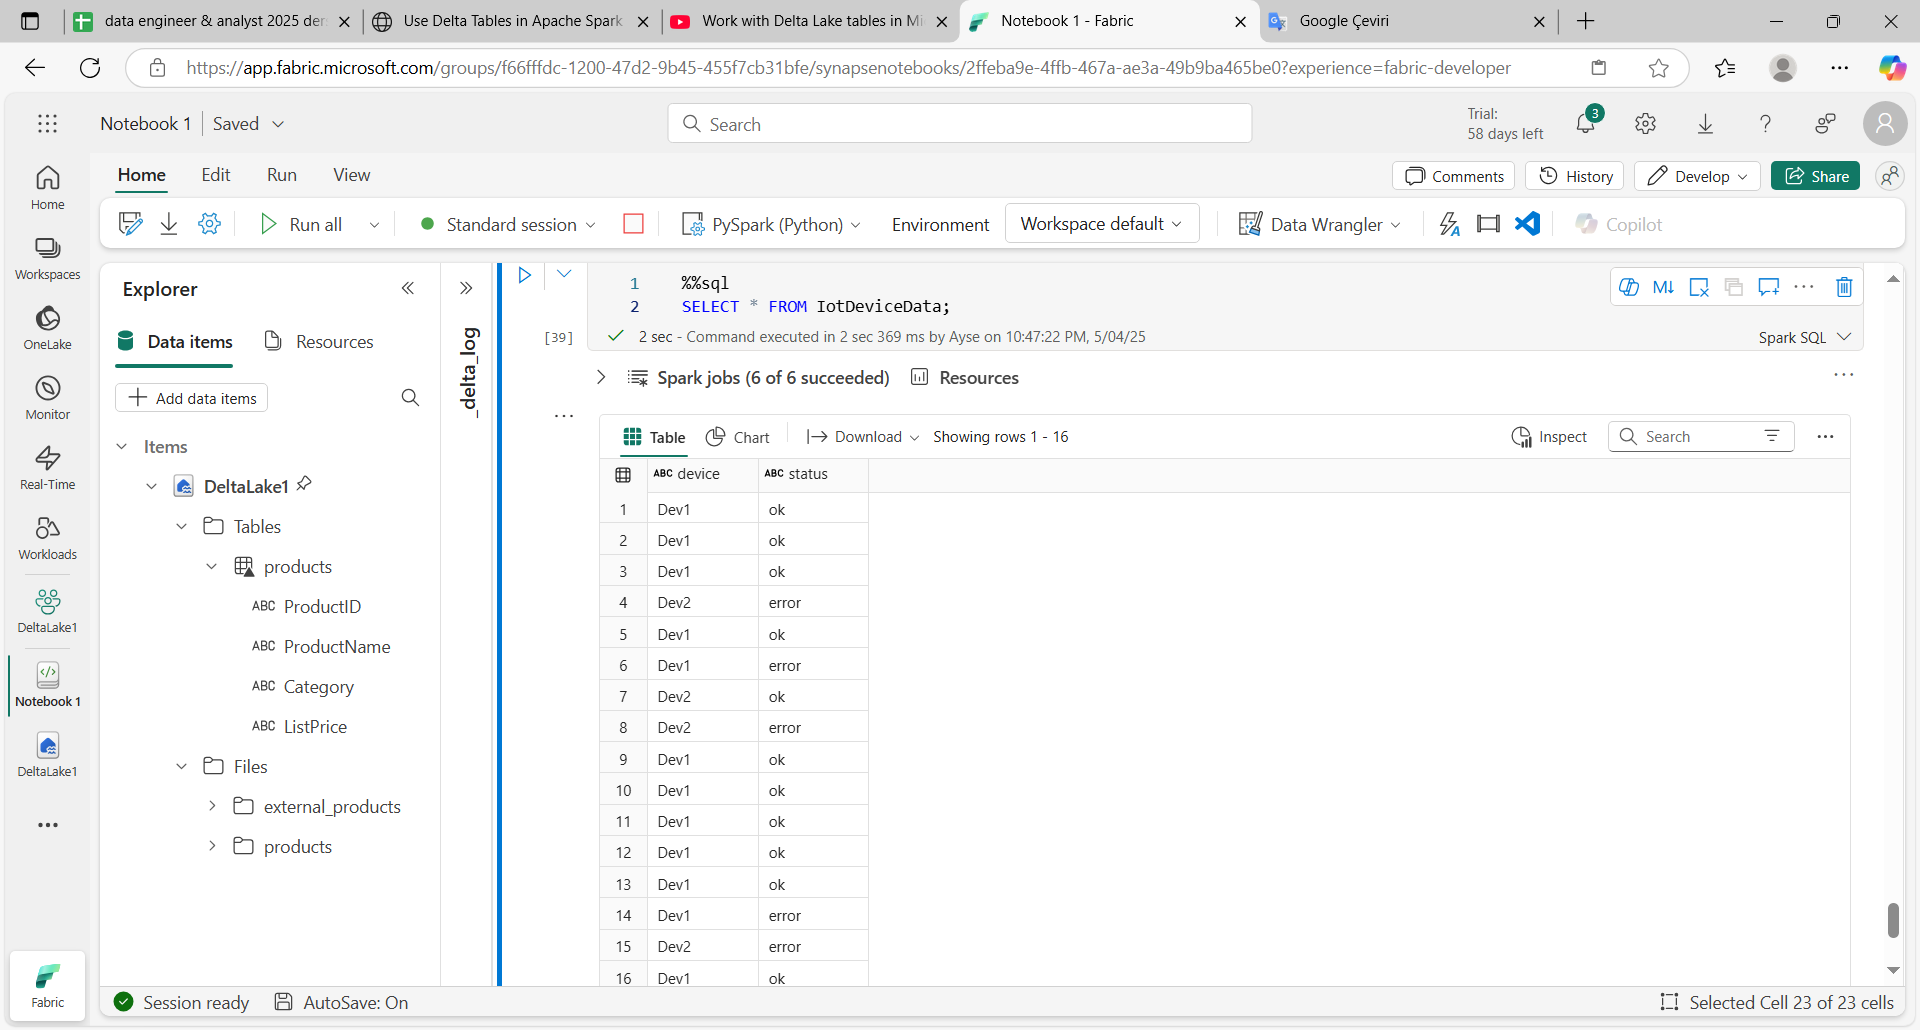 data engineer & analyst 2025 der
Use Delta Tables in Apache Spark
Work with Delta Lake tables in Mi
Notebook 1 - Fabric
Google Çeviri
https://app.fabric.microsoft.com/groups/f66fffdc-1200-47d2-9b45-455f7cb31bfe/synapsenotebooks/2ffeba9e-4ffb-467a-ae3a-49b9ba465be0?experience=fabric-developer
Notebook 1
Saved
Search
Trial:
58 days left
3
Home
Edit
Run
View
Comments
History
Develop
Share
Run all
Standard session
PySpark (Python)
Environment
Workspace default
Data Wrangler
Copilot
Home
Workspaces
OneLake
Monitor
Real-Time
Workloads
DeltaLake1
Notebook 1
DeltaLake1
Fabric
Explorer
Data items
Resources
Add data items
Items
DeltaLake1
Tables
products
ABC ProductID
ABC ProductName
ABC Category
ABC ListPrice
Files
external_products
products
_delta_log
1 %%sql
2 SELECT * FROM IotDeviceData;
M↓
[39]
2 sec - Command executed in 2 sec 369 ms by Ayse on 10:47:22 PM, 5/04/25
Spark SQL
Spark jobs (6 of 6 succeeded)
Resources
Table
Chart
Download
Showing rows 1 - 16
Inspect
Search
ABC device ABC status
1 Dev1 ok
2 Dev1 ok
3 Dev1 ok
4 Dev2 error
5 Dev1 ok
6 Dev1 error
7 Dev2 ok
8 Dev2 error
9 Dev1 ok
10 Dev1 ok
11 Dev1 ok
12 Dev1 ok
13 Dev1 ok
14 Dev1 error
15 Dev2 error
16 Dev1 ok
Session ready
AutoSave: On
Selected Cell 23 of 23 cells